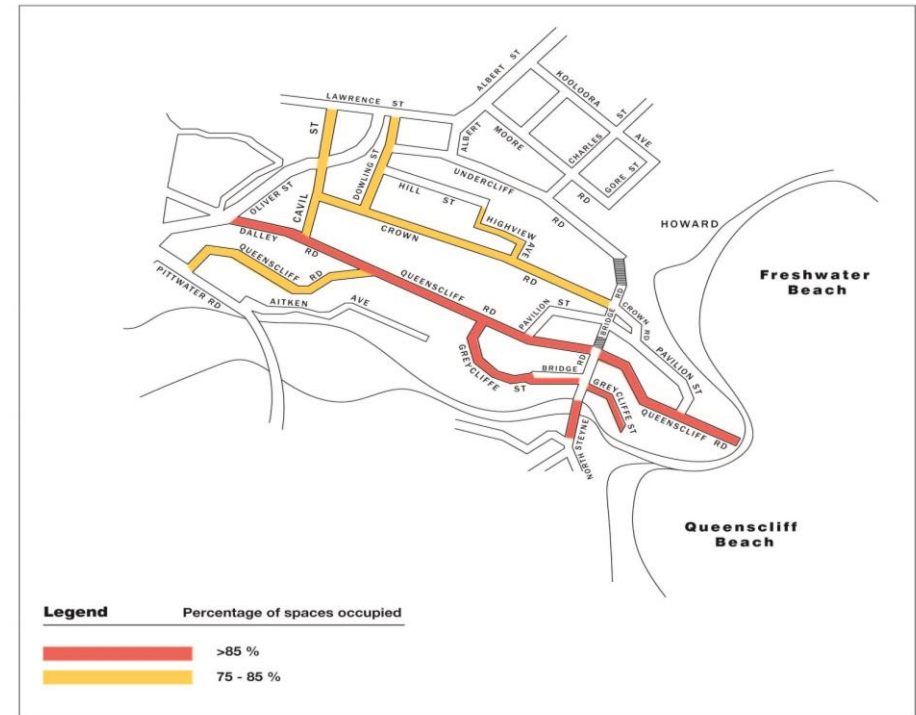 ALBERT ST
KOOLOORA AVE
LAWRENCE ST
ALBERT
MOORE RD
CHARLES ST
GORE ST
UNDERCLIFF RD
CAVIL ST
DOWLING ST
OLIVER ST
HILL ST
HIGHVIEW AVE
CROWN RD
HOWARD
Freshwater
Beach
DALLEY RD
QUEENSCLIFF RD
PITTWATER RD
AITKEN AVE
QUEENSCLIFF RD
PAVILION ST
BRIDGE RD
CROWN RD
PAVILION ST
GREYCLIFFE ST
BRIDGE RD
GREYCLIFFE ST
QUEENSCLIFF RD
NORTH STEYNE
Queenscliff
Beach
Legend Percentage of spaces occupied
>85 %
75 - 85 %